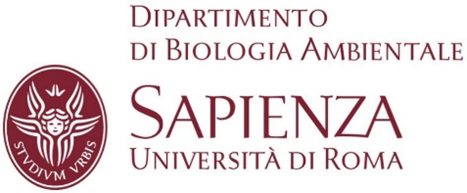 DIPARTIMENTO
DI BIOLOGIA AMBIENTALE
SAPIENZA
UNIVERSITÀ DI ROMA
STVDIVM VRBIS